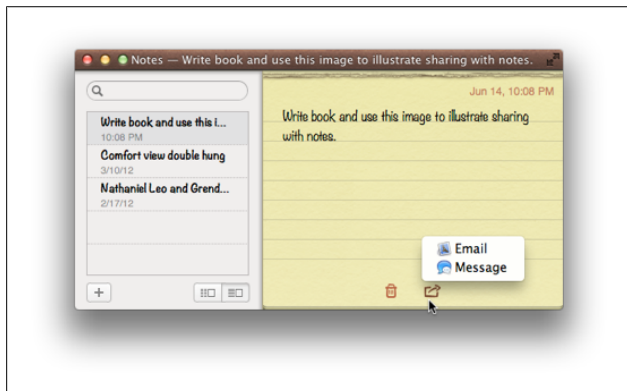 Notes — Write book and use this image to illustrate sharing with notes.
Jun 14, 10:08 PM
Write book and use this i...
10:08 PM
Comfort view double hung
3/10/12
Nathaniel Leo and Grend...
2/17/12
Write book and use this image to illustrate sharing
with notes.
Email
Message